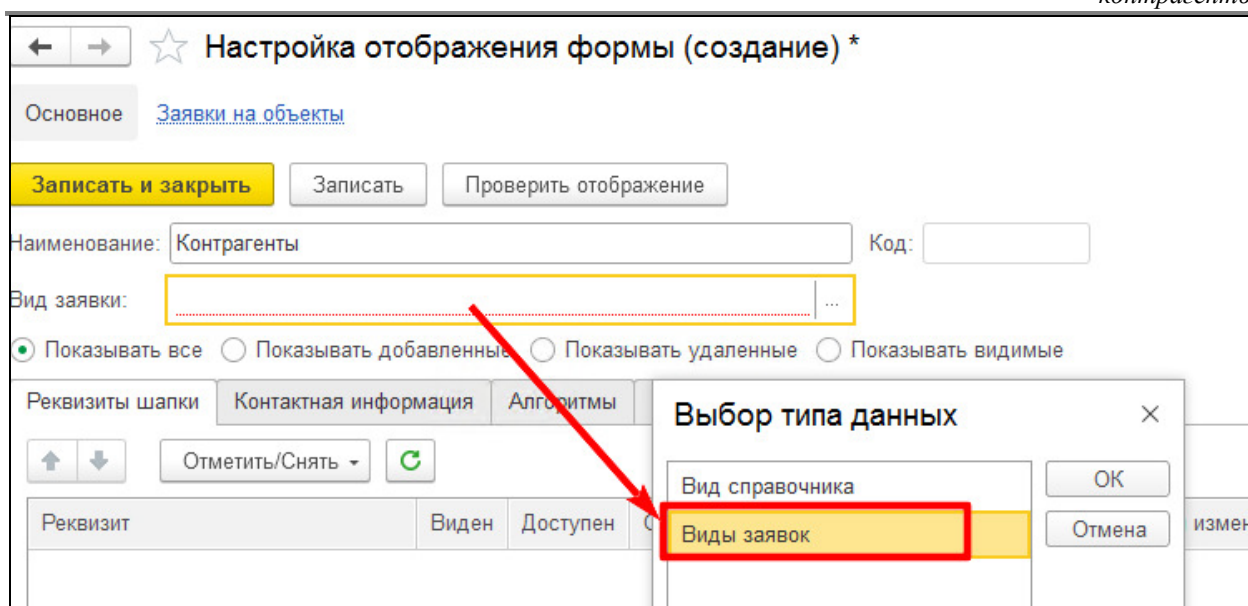 Настройка отображения формы (создание) *
Основное Заявки на объекты
Записать и закрыть Записать Проверить отображение
Наименование: Контрагенты Код:
Вид заявки: ...
Показывать все Показывать добавленные Показывать удаленные Показывать видимые
Реквизиты шапки Контактная информация Алгоритмы
Выбор типа данных
Отметить/Снять
Вид справочника ОК
Реквизит Виден Доступен
Виды заявок Отмена